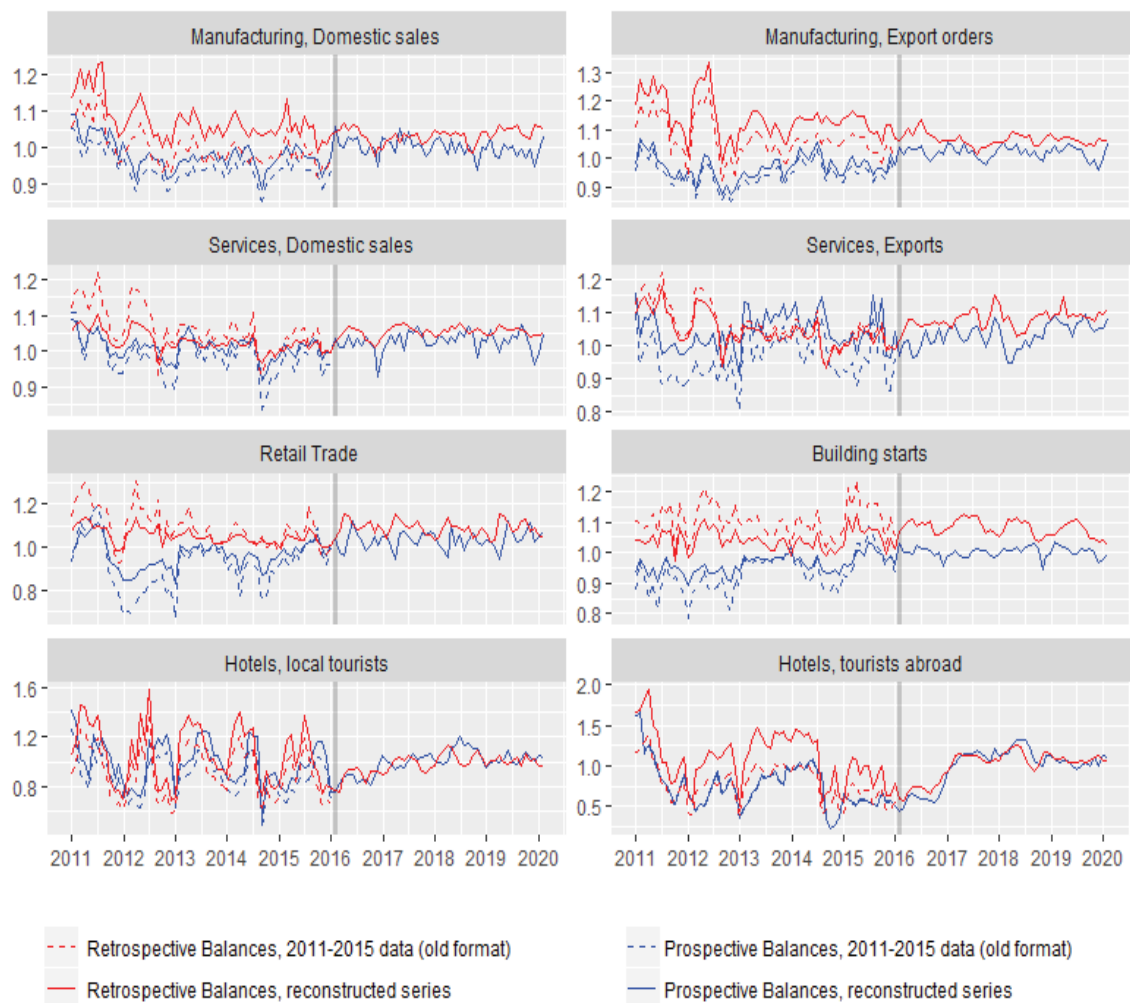 Manufacturing, Domestic sales
1.2
1.1
1.0
0.9
Manufacturing, Export orders
1.3
1.2
1.1
1.0
0.9
Services, Domestic sales
1.2
1.1
1.0
0.9
Services, Exports
1.2
1.1
1.0
0.9
0.8
Retail Trade
1.2
1.0
0.8
Building starts
1.2
1.1
1.0
0.9
0.8
Hotels, local tourists
1.6
1.2
0.8
Hotels, tourists abroad
2.0
1.5
1.0
0.5
2011 2012 2013 2014 2015 2016 2017 2018 2019 2020
2011 2012 2013 2014 2015 2016 2017 2018 2019 2020
Retrospective Balances, 2011-2015 data (old format)
Retrospective Balances, reconstructed series
Prospective Balances, 2011-2015 data (old format)
Prospective Balances, reconstructed series